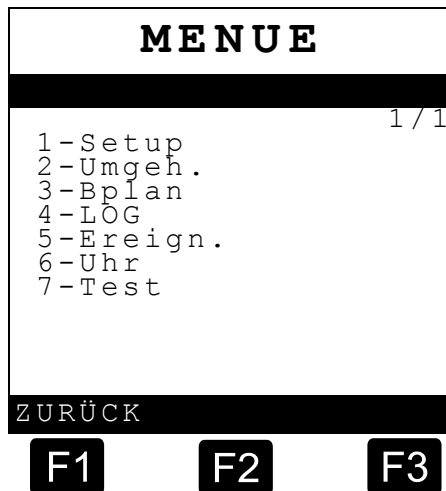 MENUE
1/1
1-Setup
2-Umgeh.
3-Bplan
4-LOG
5-Ereign.
6-Uhr
7-Test
ZURÜCK
F1 F2 F3